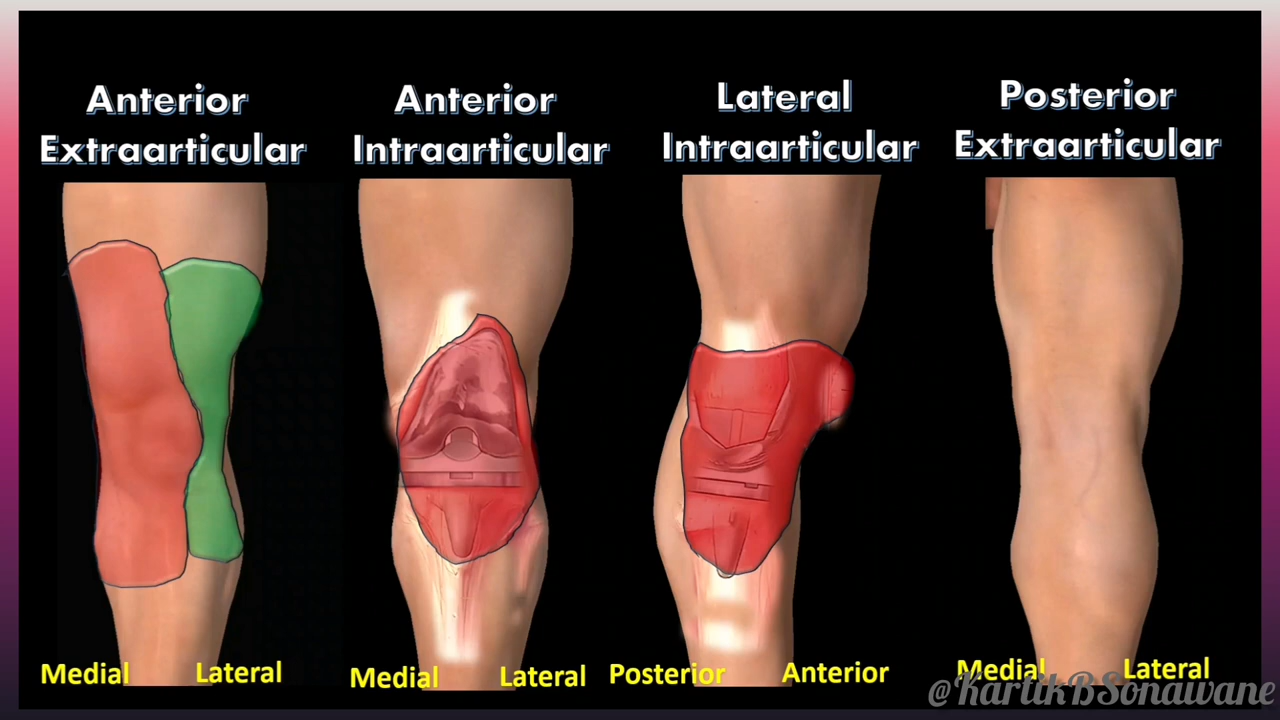 Anterior
Extraarticular
Anterior
Intraarticular
Lateral
Intraarticular
Posterior
Extraarticular
Medial Lateral
Medial Lateral
Posterior Anterior
Medial Lateral
@KartikBSonawane